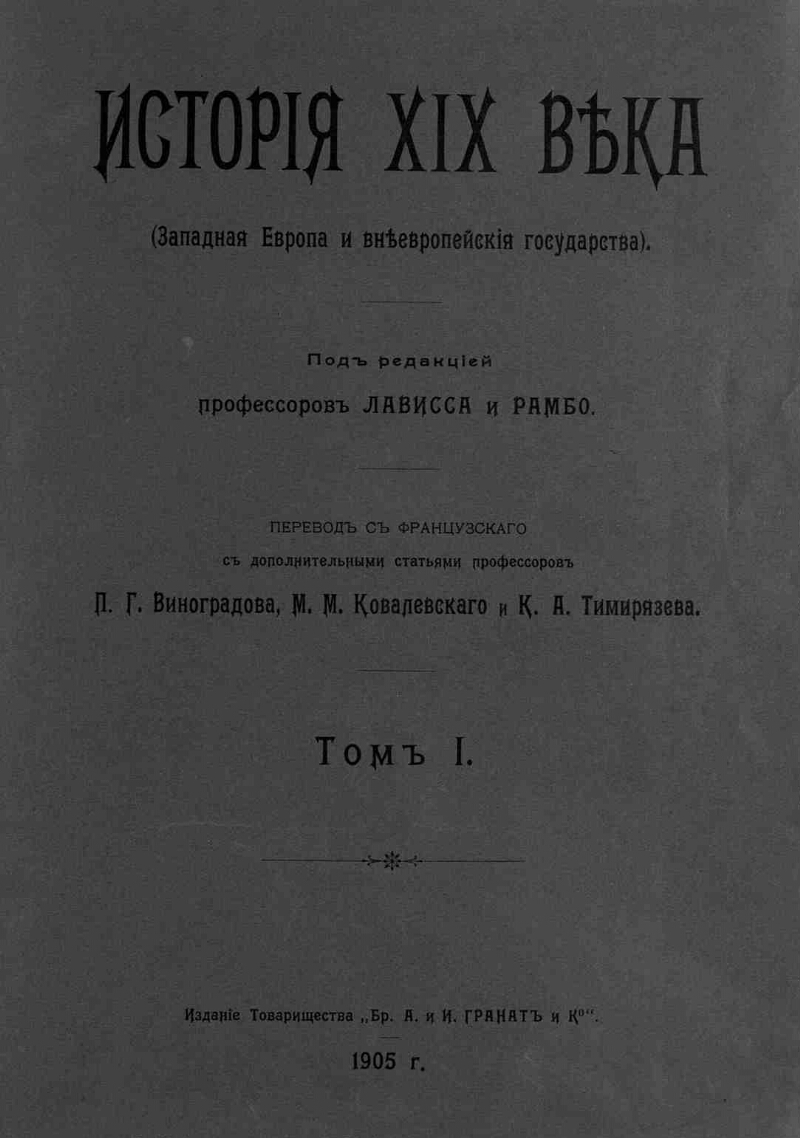 ИСТОРІЯ XIX ВѢКА
(Западная Европа и внѣевропейскія государства).
Подъ редакціей
профессоровъ ЛАВИССА и РАМБО.
ПЕРЕВОДЪ СЪ ФРАНЦУЗСКАГО
съ дополнительными статьями профессоровъ
П. Г. Виноградова, М. М. Ковалевскаго и К. А. Тимирязева.
Томъ I.
Изданіе Товарищества „Бр. А. и И. ГРАНАТЪ и Кº“.
1905 г.